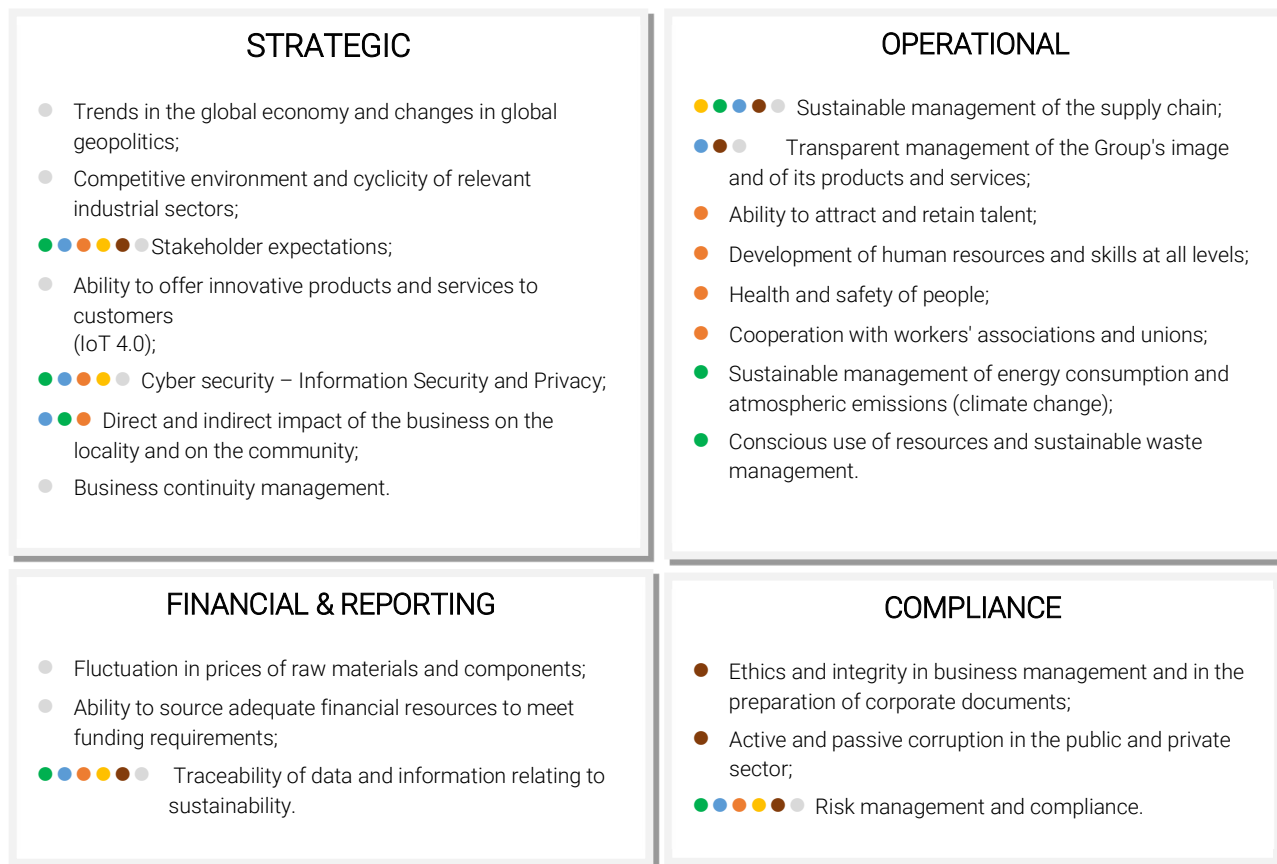 STRATEGIC
Trends in the global economy and changes in global
geopolitics;
Competitive environment and cyclicity of relevant
industrial sectors;
Stakeholder expectations;
Ability to offer innovative products and services to
customers
(IoT 4.0);
Cyber security – Information Security and Privacy;
Direct and indirect impact of the business on the
locality and on the community;
Business continuity management.
OPERATIONAL
Sustainable management of the supply chain;
Transparent management of the Group's image
and of its products and services;
Ability to attract and retain talent;
Development of human resources and skills at all levels;
Health and safety of people;
Cooperation with workers' associations and unions;
Sustainable management of energy consumption and
atmospheric emissions (climate change);
Conscious use of resources and sustainable waste
management.
FINANCIAL & REPORTING
Fluctuation in prices of raw materials and components;
Ability to source adequate financial resources to meet
funding requirements;
Traceability of data and information relating to
sustainability.
COMPLIANCE
Ethics and integrity in business management and in the
preparation of corporate documents;
Active and passive corruption in the public and private
sector;
Risk management and compliance.